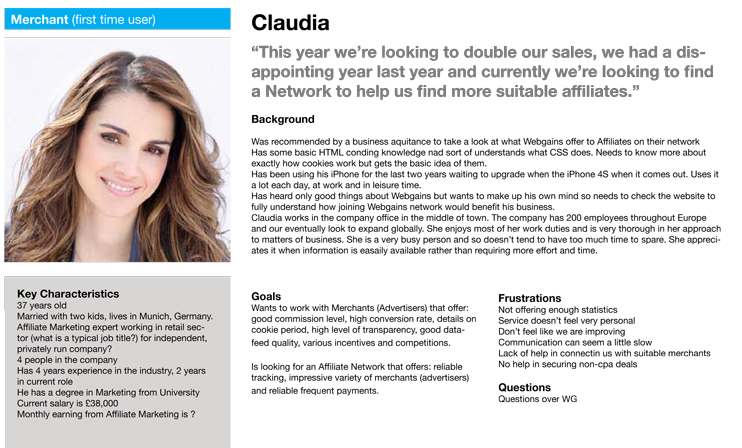 Merchant (first time user)
Claudia
“This year we’re looking to double our sales, we had a dis-
appointing year last year and currently we’re looking to find
a Network to help us find more suitable affiliates.”
Background
Was recommended by a business aquitance to take a look at what Webgains offer to Affiliates on their network
Has some basic HTML conding knowledge nad sort of understands what CSS does. Needs to know more about
exactly how cookies work but gets the basic idea of them.
Has been using his iPhone for the last two years waiting to upgrade when the iPhone 4S when it comes out. Uses it
a lot each day, at work and in leisure time.
Has heard only good things about Webgains but wants to make up his own mind so needs to check the website to
fully understand how joining Webgains network would benefit his business.
Claudia works in the company office in the middle of town. The company has 200 employees throughout Europe
and our eventually look to expand globally. She enjoys most of her work duties and is very thorough in her approach
to matters of business. She is a very busy person and so doesn’t tend to have too much time to spare. She appreci-
ates it when information is easaily available rather than requiring more effort and time.
Key Characteristics
37 years old
Married with two kids, lives in Munich, Germany.
Affiliate Marketing expert working in retail sec-
tor (what is a typical job title?) for independent,
privately run company?
4 people in the company
Has 4 years experience in the industry, 2 years
in current role
He has a degree in Marketing from University
Current salary is £38,000
Monthly earning from Affiliate Marketing is ?
Goals
Wants to work with Merchants (Advertisers) that offer:
good commission level, high conversion rate, details on
cookie period, high level of transparency, good data-
feed quality, various incentives and competitions.
Is looking for an Affiliate Network that offers: reliable
tracking, impressive variety of merchants (advertisers)
and reliable frequent payments.
Frustrations
Not offering enough statistics
Service doesn’t feel very personal
Don’t feel like we are improving
Communication can seem a little slow
Lack of help in connectin us with suitable merchants
No help in securing non-cpa deals
Questions
Questions over WG